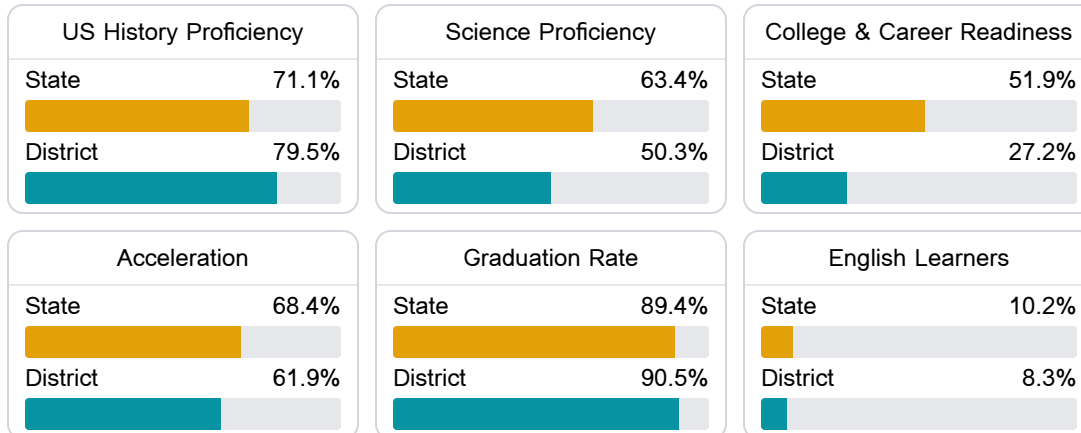 US History Proficiency
State 71.1%
District 79.5%
Science Proficiency
State 63.4%
District 50.3%
College & Career Readiness
State 51.9%
District 27.2%
Acceleration
State 68.4%
District 61.9%
Graduation Rate
State 89.4%
District 90.5%
English Learners
State 10.2%
District 8.3%